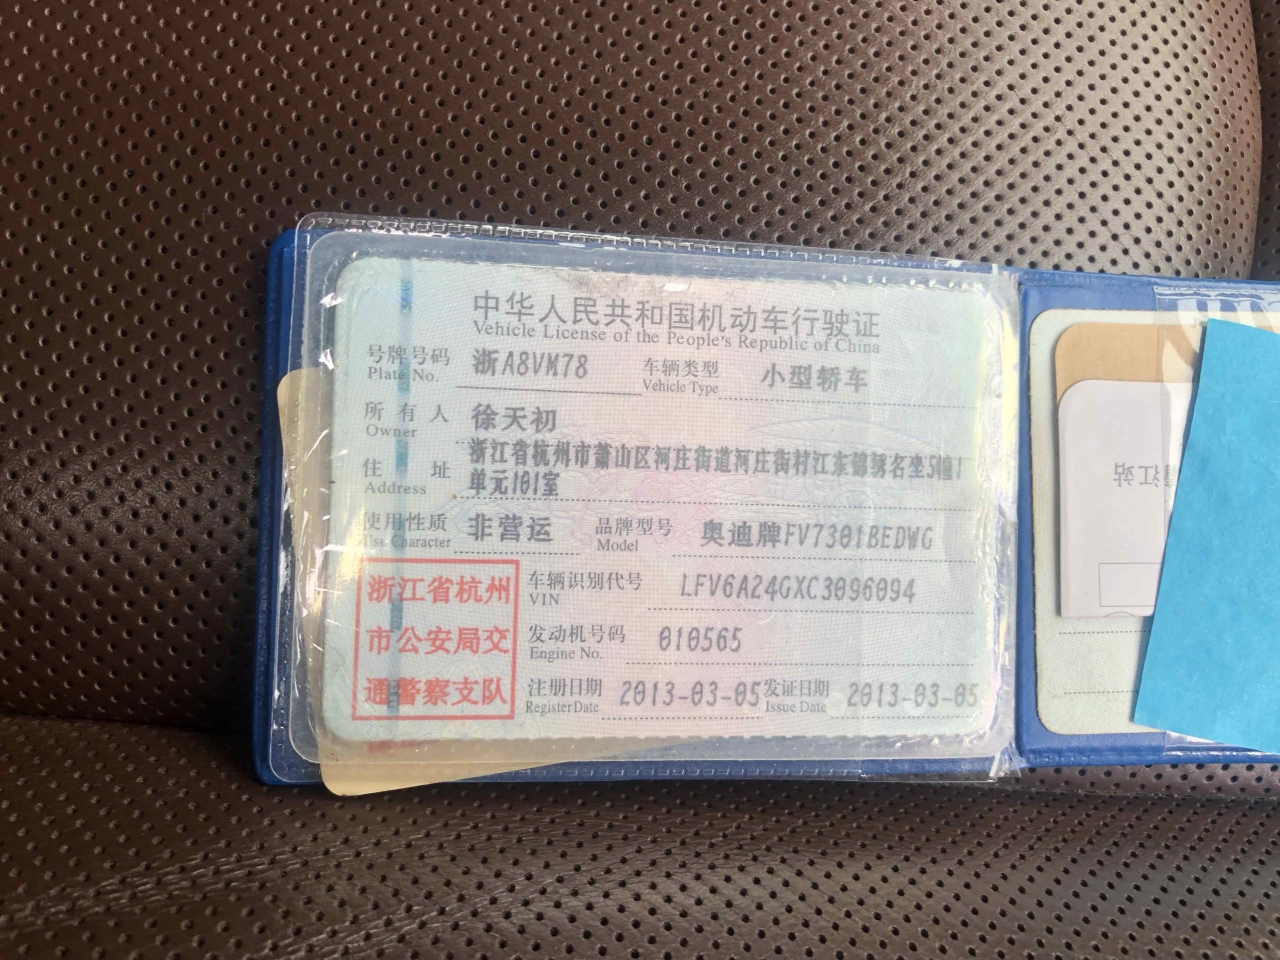 中华人民共和国机动车行驶证
Vehicle License of the People's Republic of China
号牌号码 浙A8VM78 车辆类型 小型轿车
Plate No. Vehicle Type
所有人 徐天初
Owner
住址 浙江省杭州市萧山区河庄街道河庄街村江东锦绣名坐5幢1
Address 单元101室
使用性质 非营运 品牌型号 奥迪牌FV7301BEDWG
Use Character Model
浙江省杭州
市公安局交
通警察支队
车辆识别代号 LFV6A24GXC3096094
VIN
发动机号码 010565
Engine No.
注册日期 2013-03-05 发证日期 2013-03-05
Register Date Issue Date
江站